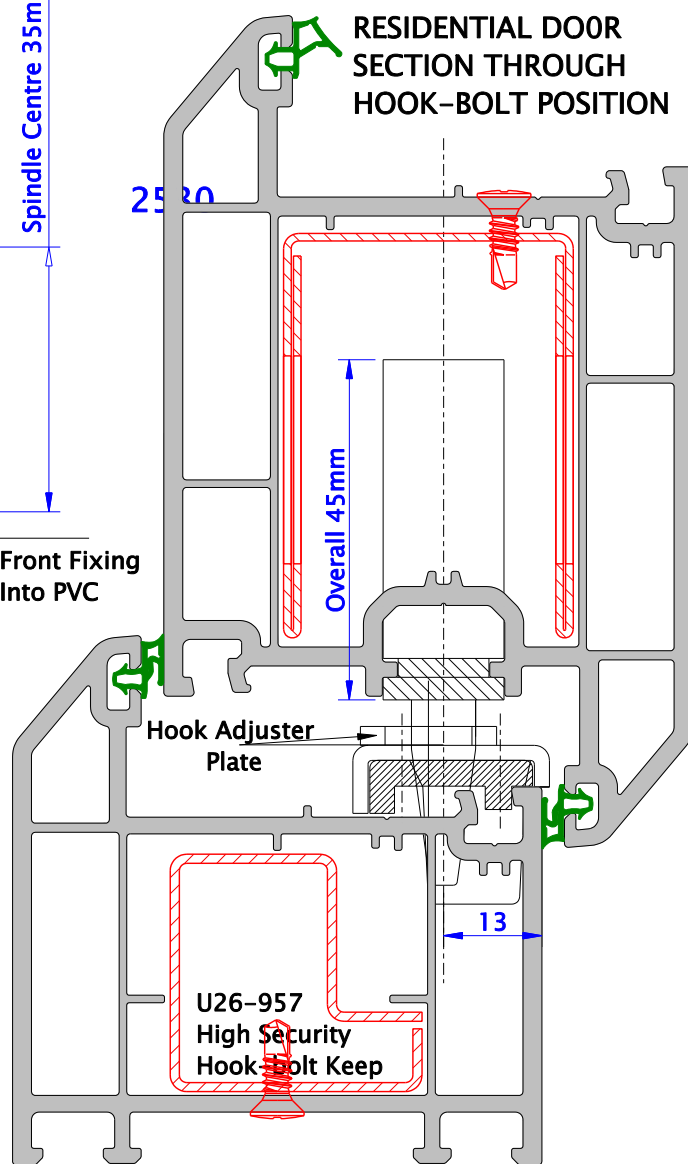 RESIDENTIAL DO0R
SECTION THROUGH
HOOK-BOLT POSITION
Spindle Centre 35m
Overall 45mm
Front Fixing
Into PVC
Hook Adjuster
Plate
13
U26-957
High Security
Hook-bolt Keep